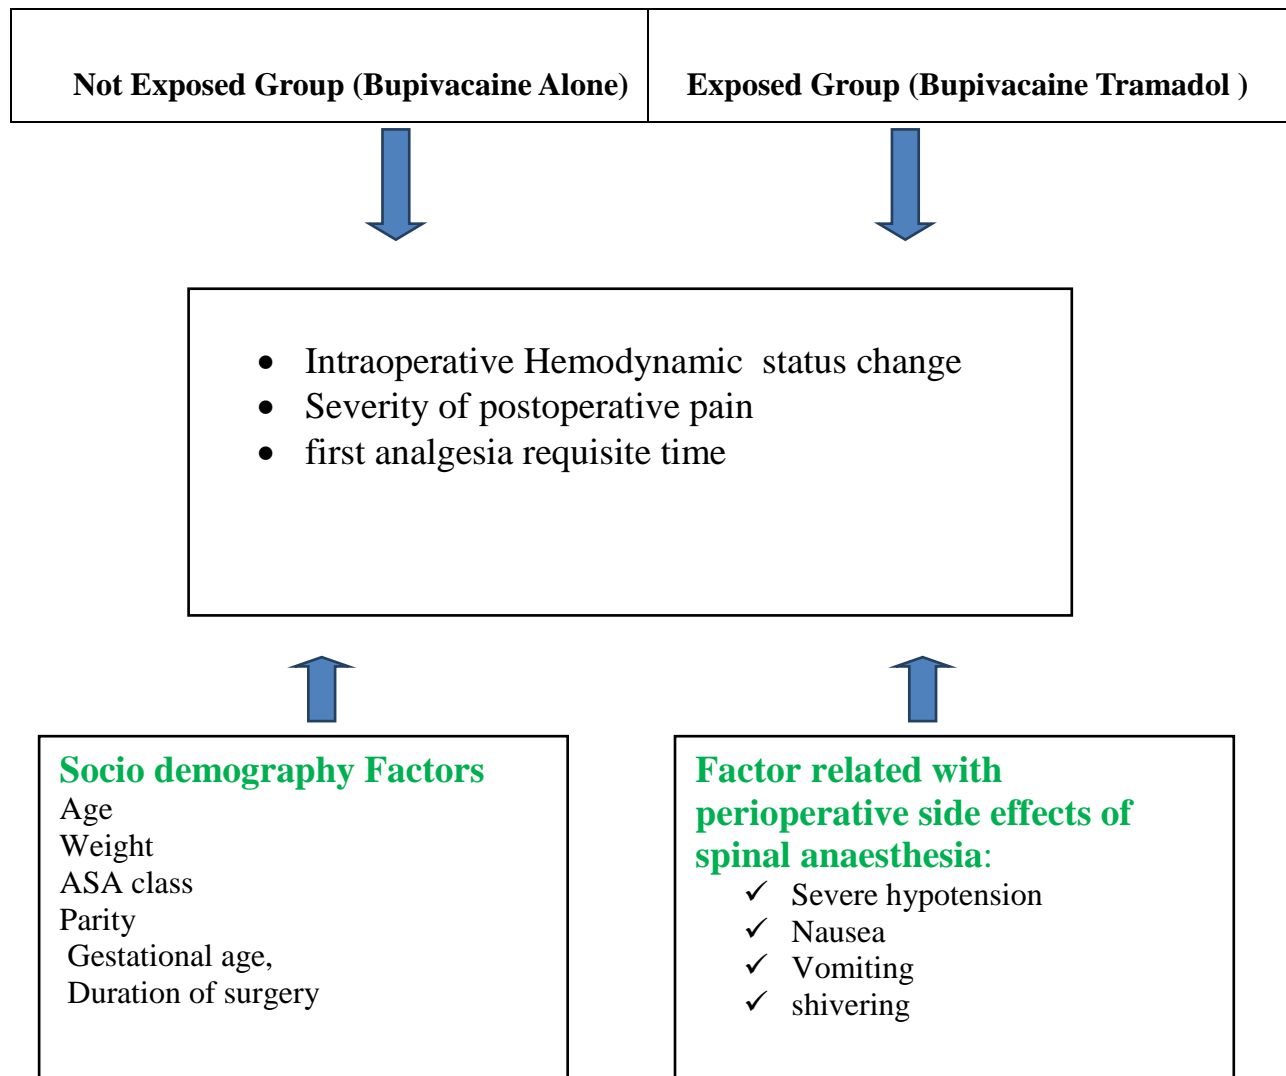 Not Exposed Group (Bupivacaine Alone)
Exposed Group (Bupivacaine Tramadol )
• Intraoperative Hemodynamic  status change
• Severity of postoperative pain
• first analgesia requisite time
Socio demography Factors
Age
Weight
ASA class
Parity
Gestational age,
Duration of surgery
Factor related with
perioperative side effects of
spinal anaesthesia:
✓ Severe hypotension
✓ Nausea
✓ Vomiting
✓ shivering